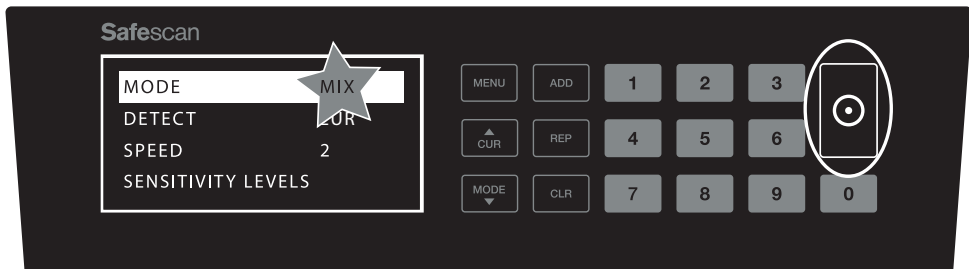 Safescan
MODE MIX
DETECT EUR
SPEED 2
SENSITIVITY LEVELS
MENU ADD 1 2 3
CUR REP 4 5 6
MODE CLR 7 8 9 0